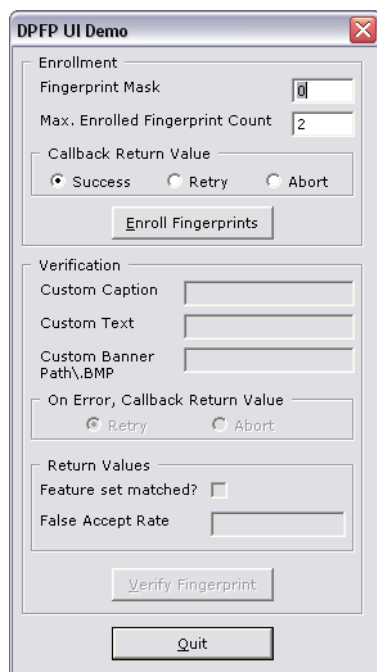 DPFP UI Demo
Enrollment
Fingerprint Mask 0
Max. Enrolled Fingerprint Count 2
Callback Return Value
Success Retry Abort
Enroll Fingerprints
Verification
Custom Caption
Custom Text
Custom Banner
Path\.BMP
On Error, Callback Return Value
Retry Abort
Return Values
Feature set matched?
False Accept Rate
Verify Fingerprint
Quit